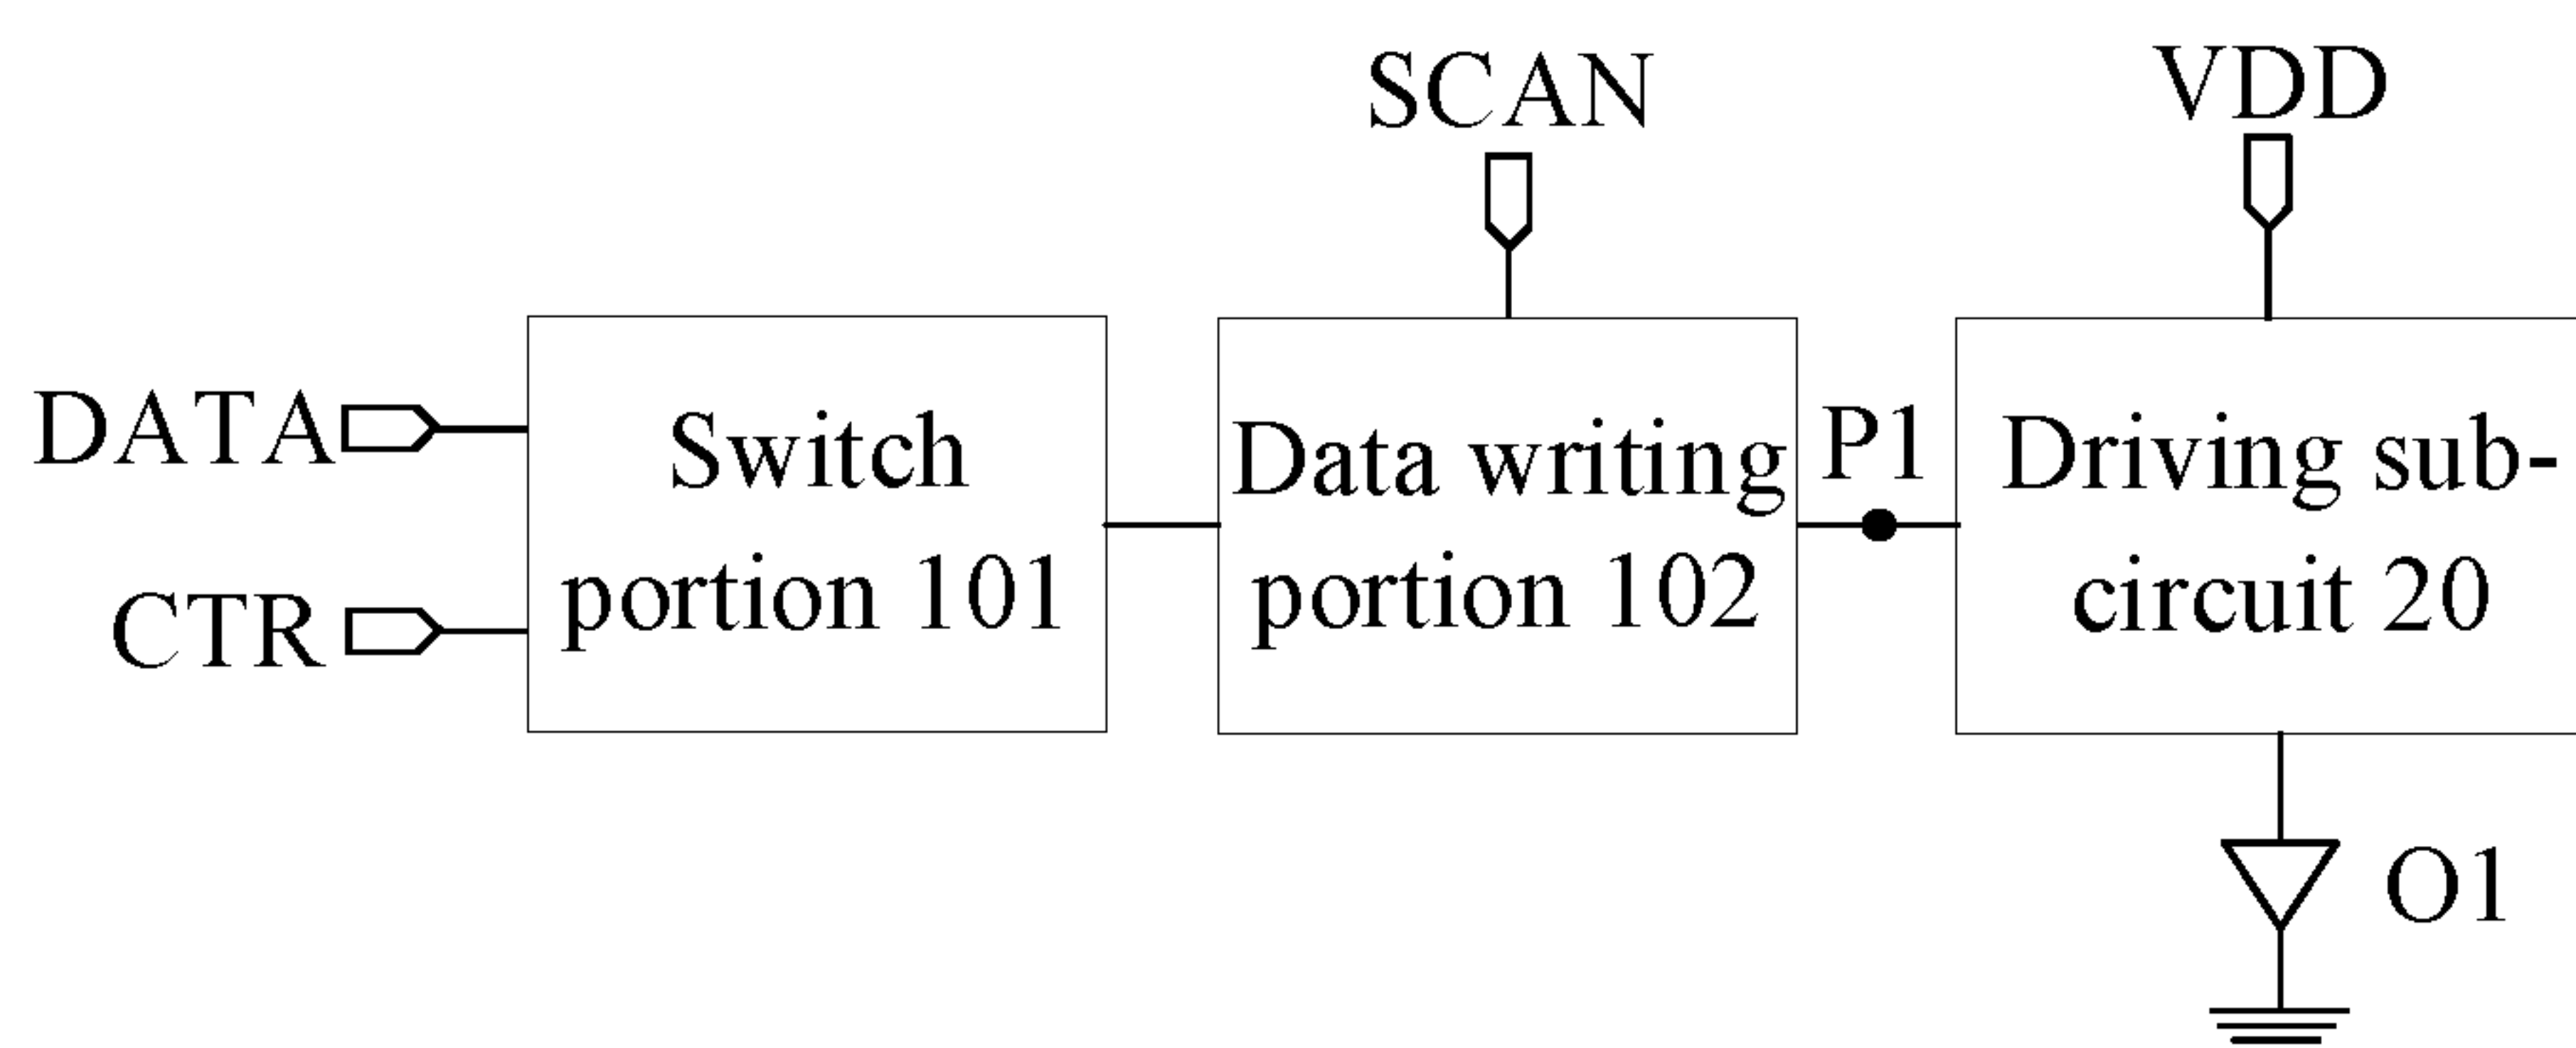 SCAN
VDD
DATA
CTR
Switch
portion 101
Data writing
portion 102
P1
Driving sub-
circuit 20
O1